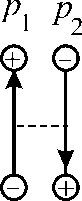 p₁ p₂
+ −
− +